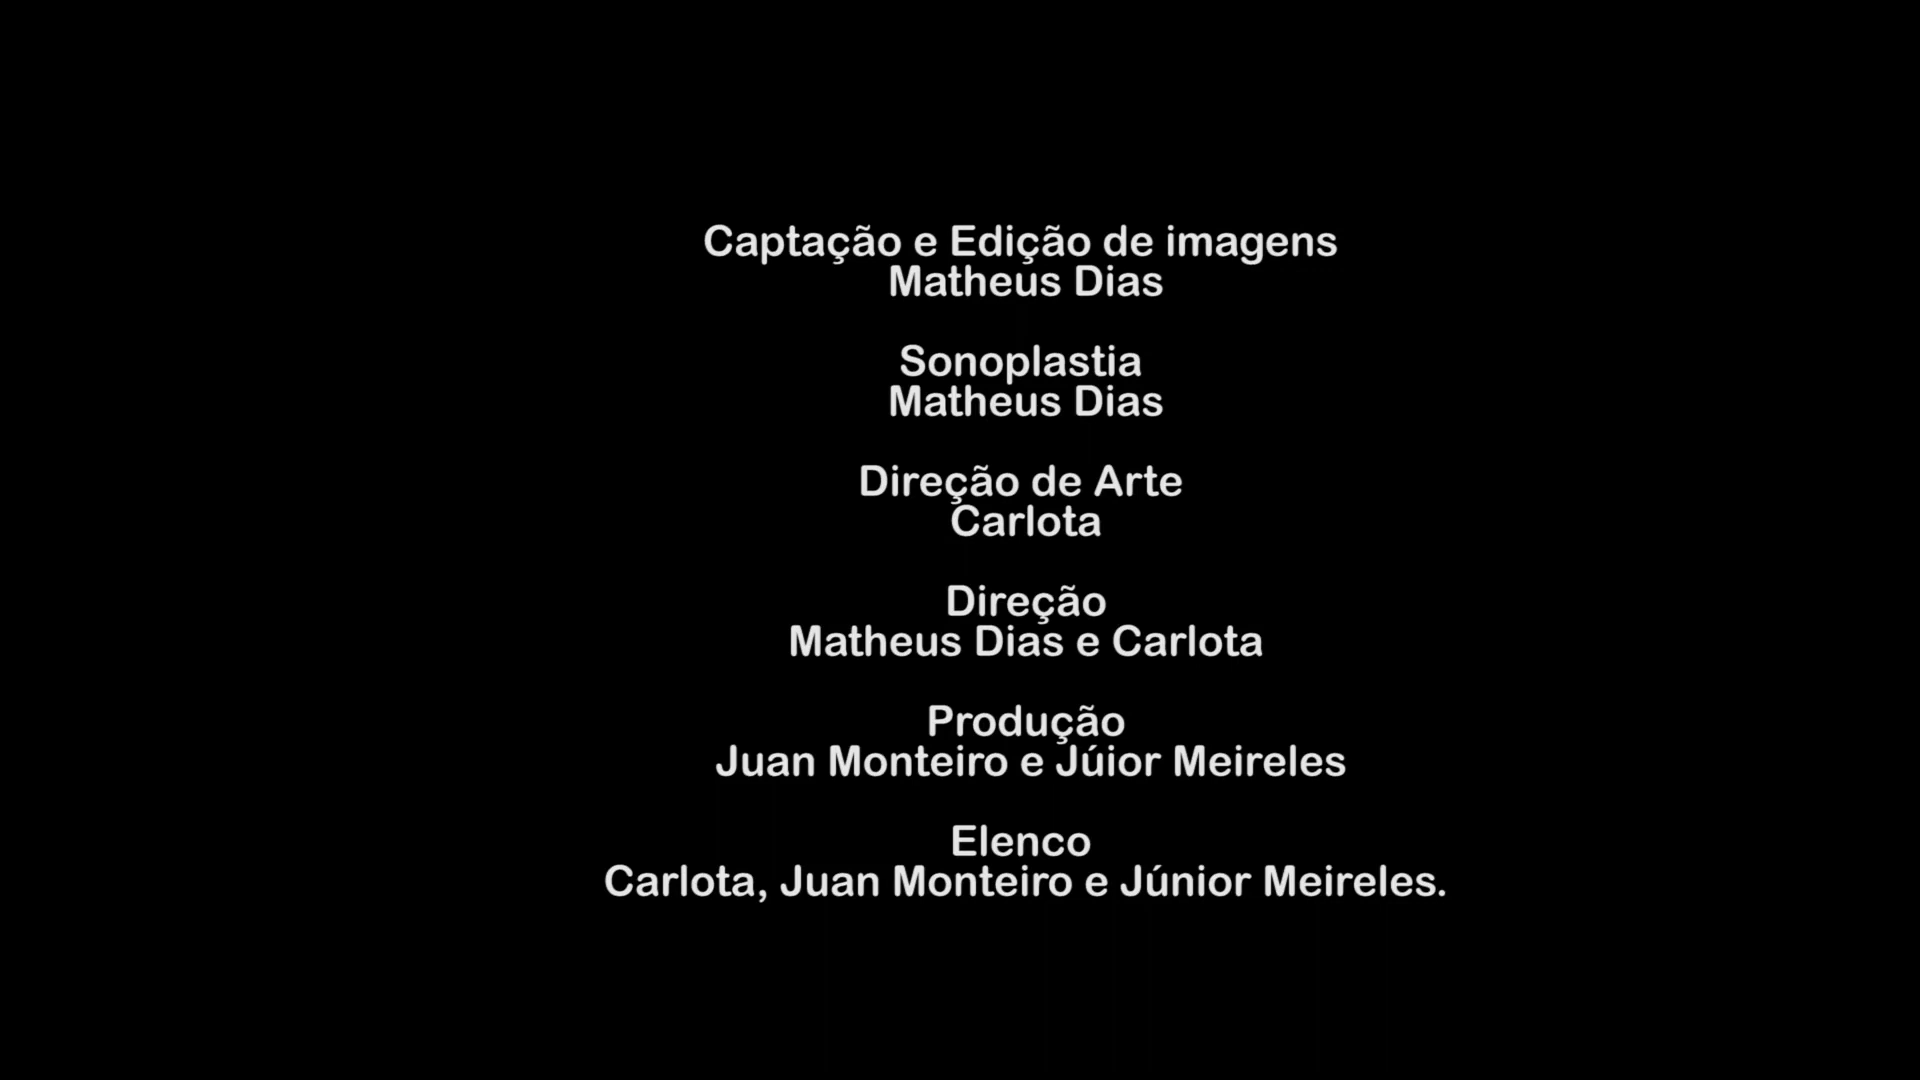 Captação e Edição de imagens
Matheus Dias
Sonoplastia
Matheus Dias
Direção de Arte
Carlota
Direção
Matheus Dias e Carlota
Produção
Juan Monteiro e Júior Meireles
Elenco
Carlota, Juan Monteiro e Júnior Meireles.